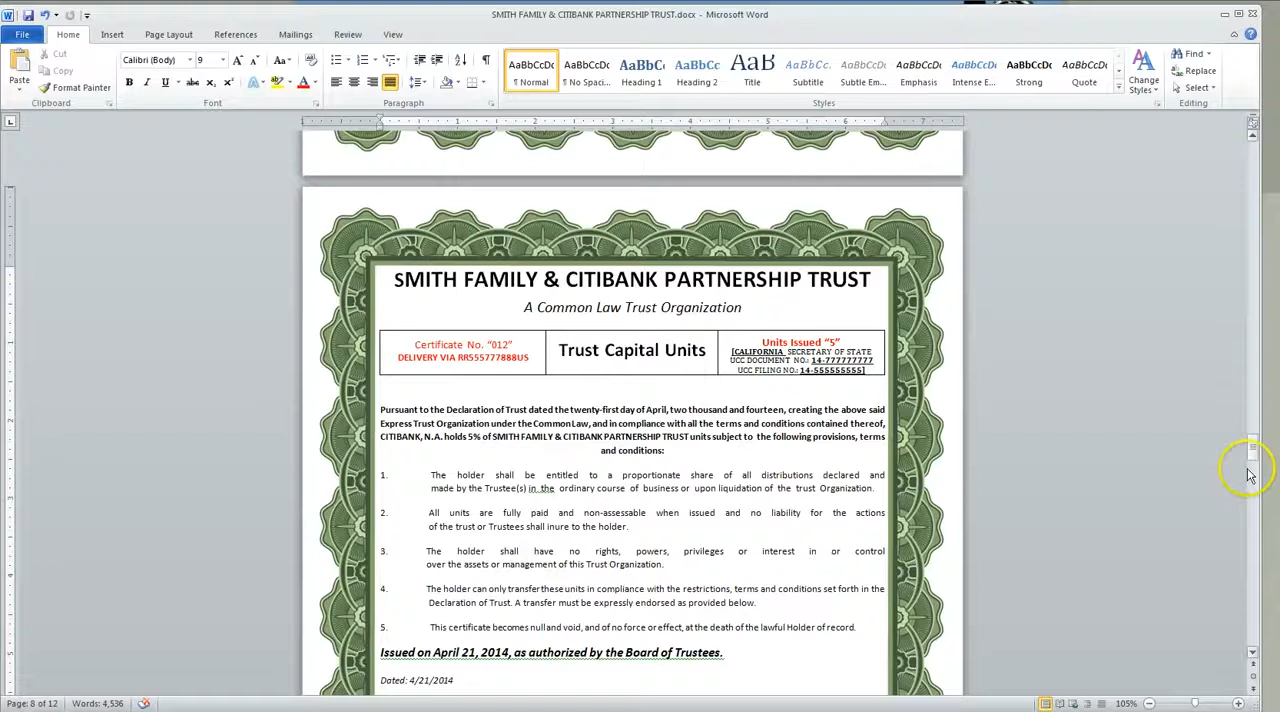 SMITH FAMILY & CITIBANK PARTNERSHIP TRUST.docx - Microsoft Word
File Home Insert Page Layout References Mailings Review View
Paste
Cut
Copy
Format Painter
Clipboard
Calibri (Body) 9
Font
Paragraph
AaBbCcDc AaBbCcDc AaBbC AaBbCc AaB AaBbCc. AaBbCcDc AaBbCcDc AaBbCcDc AaBbCcDc
¶ Normal ¶ No Spaci... Heading 1 Heading 2 Title Subtitle Subtle Em... Emphasis Intense E... Strong Quote
Styles
Change Styles
Find
Replace
Select
Editing
SMITH FAMILY & CITIBANK PARTNERSHIP TRUST
A Common Law Trust Organization
Certificate No. “012”
DELIVERY VIA RR555777888US
Trust Capital Units
Units Issued “5”
[CALIFORNIA SECRETARY OF STATE
UCC DOCUMENT NO.: 14-777777777
UCC FILING NO.: 14-555555555]
Pursuant to the Declaration of Trust dated the twenty-first day of April, two thousand and fourteen, creating the above said
Express Trust Organization under the Common Law, and in compliance with all the terms and conditions contained thereof,
CITIBANK, N.A. holds 5% of SMITH FAMILY & CITIBANK PARTNERSHIP TRUST units subject to the following provisions, terms
and conditions:
1. The holder shall be entitled to a proportionate share of all distributions declared and
made by the Trustee(s) in the ordinary course of business or upon liquidation of the trust Organization.
2. All units are fully paid and non-assessable when issued and no liability for the actions
of the trust or Trustees shall inure to the holder.
3. The holder shall have no rights, powers, privileges or interest in or control
over the assets or management of this Trust Organization.
4. The holder can only transfer these units in compliance with the restrictions, terms and conditions set forth in the
Declaration of Trust. A transfer must be expressly endorsed as provided below.
5. This certificate becomes null and void, and of no force or effect, at the death of the lawful Holder of record.
Issued on April 21, 2014, as authorized by the Board of Trustees.
Dated: 4/21/2014
Page: 8 of 12 Words: 4,536 105%